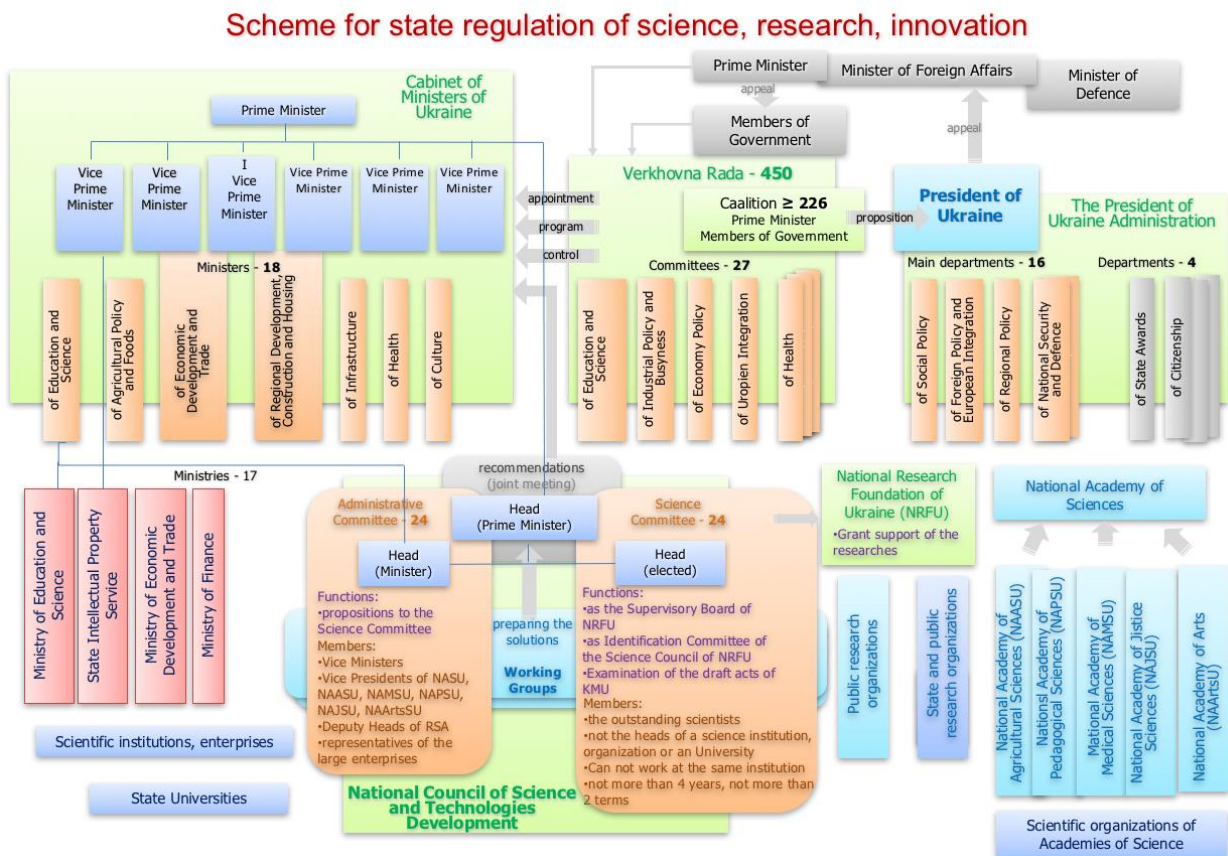 Scheme for state regulation of science, research, innovation
Cabinet of
Ministers of
Ukraine
Prime Minister
Vice
Prime
Minister
Vice
Prime
Minister
I
Vice
Prime
Minister
Vice Prime
Minister
Vice Prime
Minister
Vice Prime
Minister
Ministers - 18
of Education and
Science
of Agricultural Policy
and Foods
of Economic
Development and
Trade
of Regional Development,
Construction and Housing
of Infrastructure
of Health
of Culture
appointment
program
control
Prime Minister
Minister of Foreign Affairs
Minister of
Defence
appeal
Members of
Government
appeal
Verkhovna Rada - 450
Caalition ≥ 226
Prime Minister
Members of Government
proposition
President of
Ukraine
The President of
Ukraine Administration
Committees - 27
of Education and
Science
of Industrial Policy and
Busyness
of Economy Policy
of Uropien Integration
of Health
Main departments - 16
of Social Policy
of Foreign Policy and
European Integration
of Regional Policy
of National Security
and Defence
Departments - 4
of State Awards
of Citizenship
Ministries - 17
Ministry of Education and
Science
State Intellectual Property
Service
Ministry of Economic
Development and Trade
Ministry of Finance
Scientific institutions, enterprises
State Universities
recommendations
(joint meeting)
Head
(Prime Minister)
Administrative
Committee - 24
Head
(Minister)
Functions:
•propositions to the
Science Committee
Members:
•Vice Ministers
•Vice Presidents of NASU,
NAASU, NAMSU, NAPSU,
NAJSU, NAArtsSU
•Deputy Heads of RSA
•representatives of the
large enterprises
preparing the
solutions
Working
Groups
Science
Committee - 24
Head
(elected)
Functions:
•as the Supervisory Board of
NRFU
•as Identification Committee of
the Science Council of NRFU
•Examination of the draft acts of
KMU
Members:
•the outstanding scientists
•not the heads of a science institution,
organization or an University
•Can not work at the same institution
•not more than 4 years, not more than
2 terms
National Council of Science
and Technologies
Development
National Research
Foundation of
Ukraine (NRFU)
•Grant support of the
researches
Public research
organizations
State and public
research organizations
National Academy of
Sciences
National Academy of
Agricultural Sciences (NAASU)
Nations Academy of
Pedagogical Sciences (NAPSU)
Mational Academy of
Medical Sciences (NAMSU)
National Academy of Jistice
Sciences (NAJSU)
National Academy of Arts
(NAArtsU)
Scientific organizations of
Academies of Science